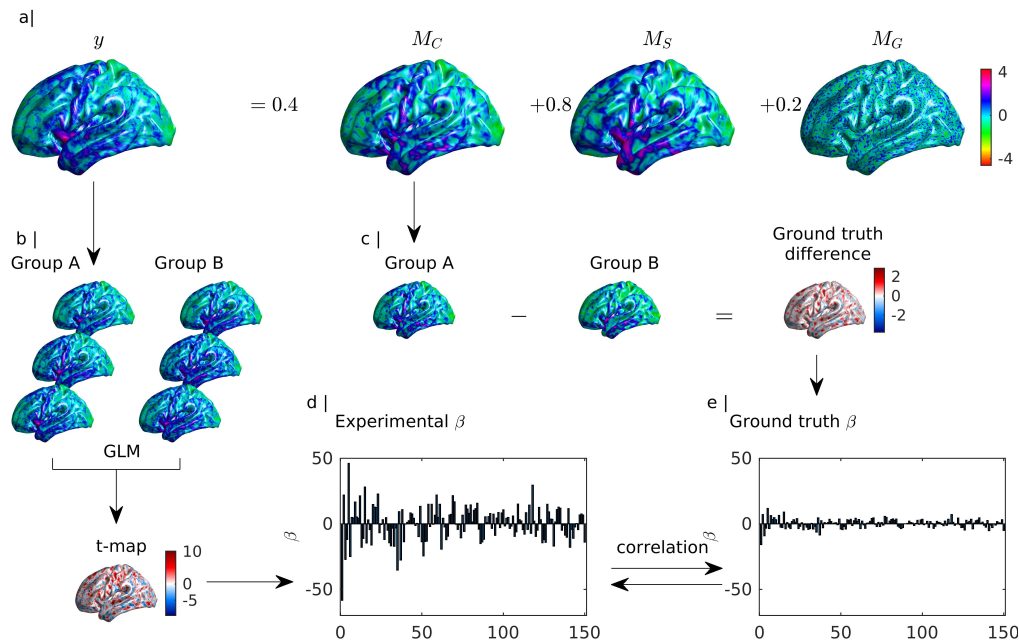 a|
y
= 0.4
M_C
+0.8
M_S
+0.2
M_G
4
0
-4
b |
Group A
Group B
GLM
t-map
10
0
-5
c |
Group A
−
Group B
=
Ground truth
difference
2
0
-2
d |
Experimental β
50
0
-50
β
0
50
100
150
correlation
e |
Ground truth β
50
0
-50
β
0
50
100
150